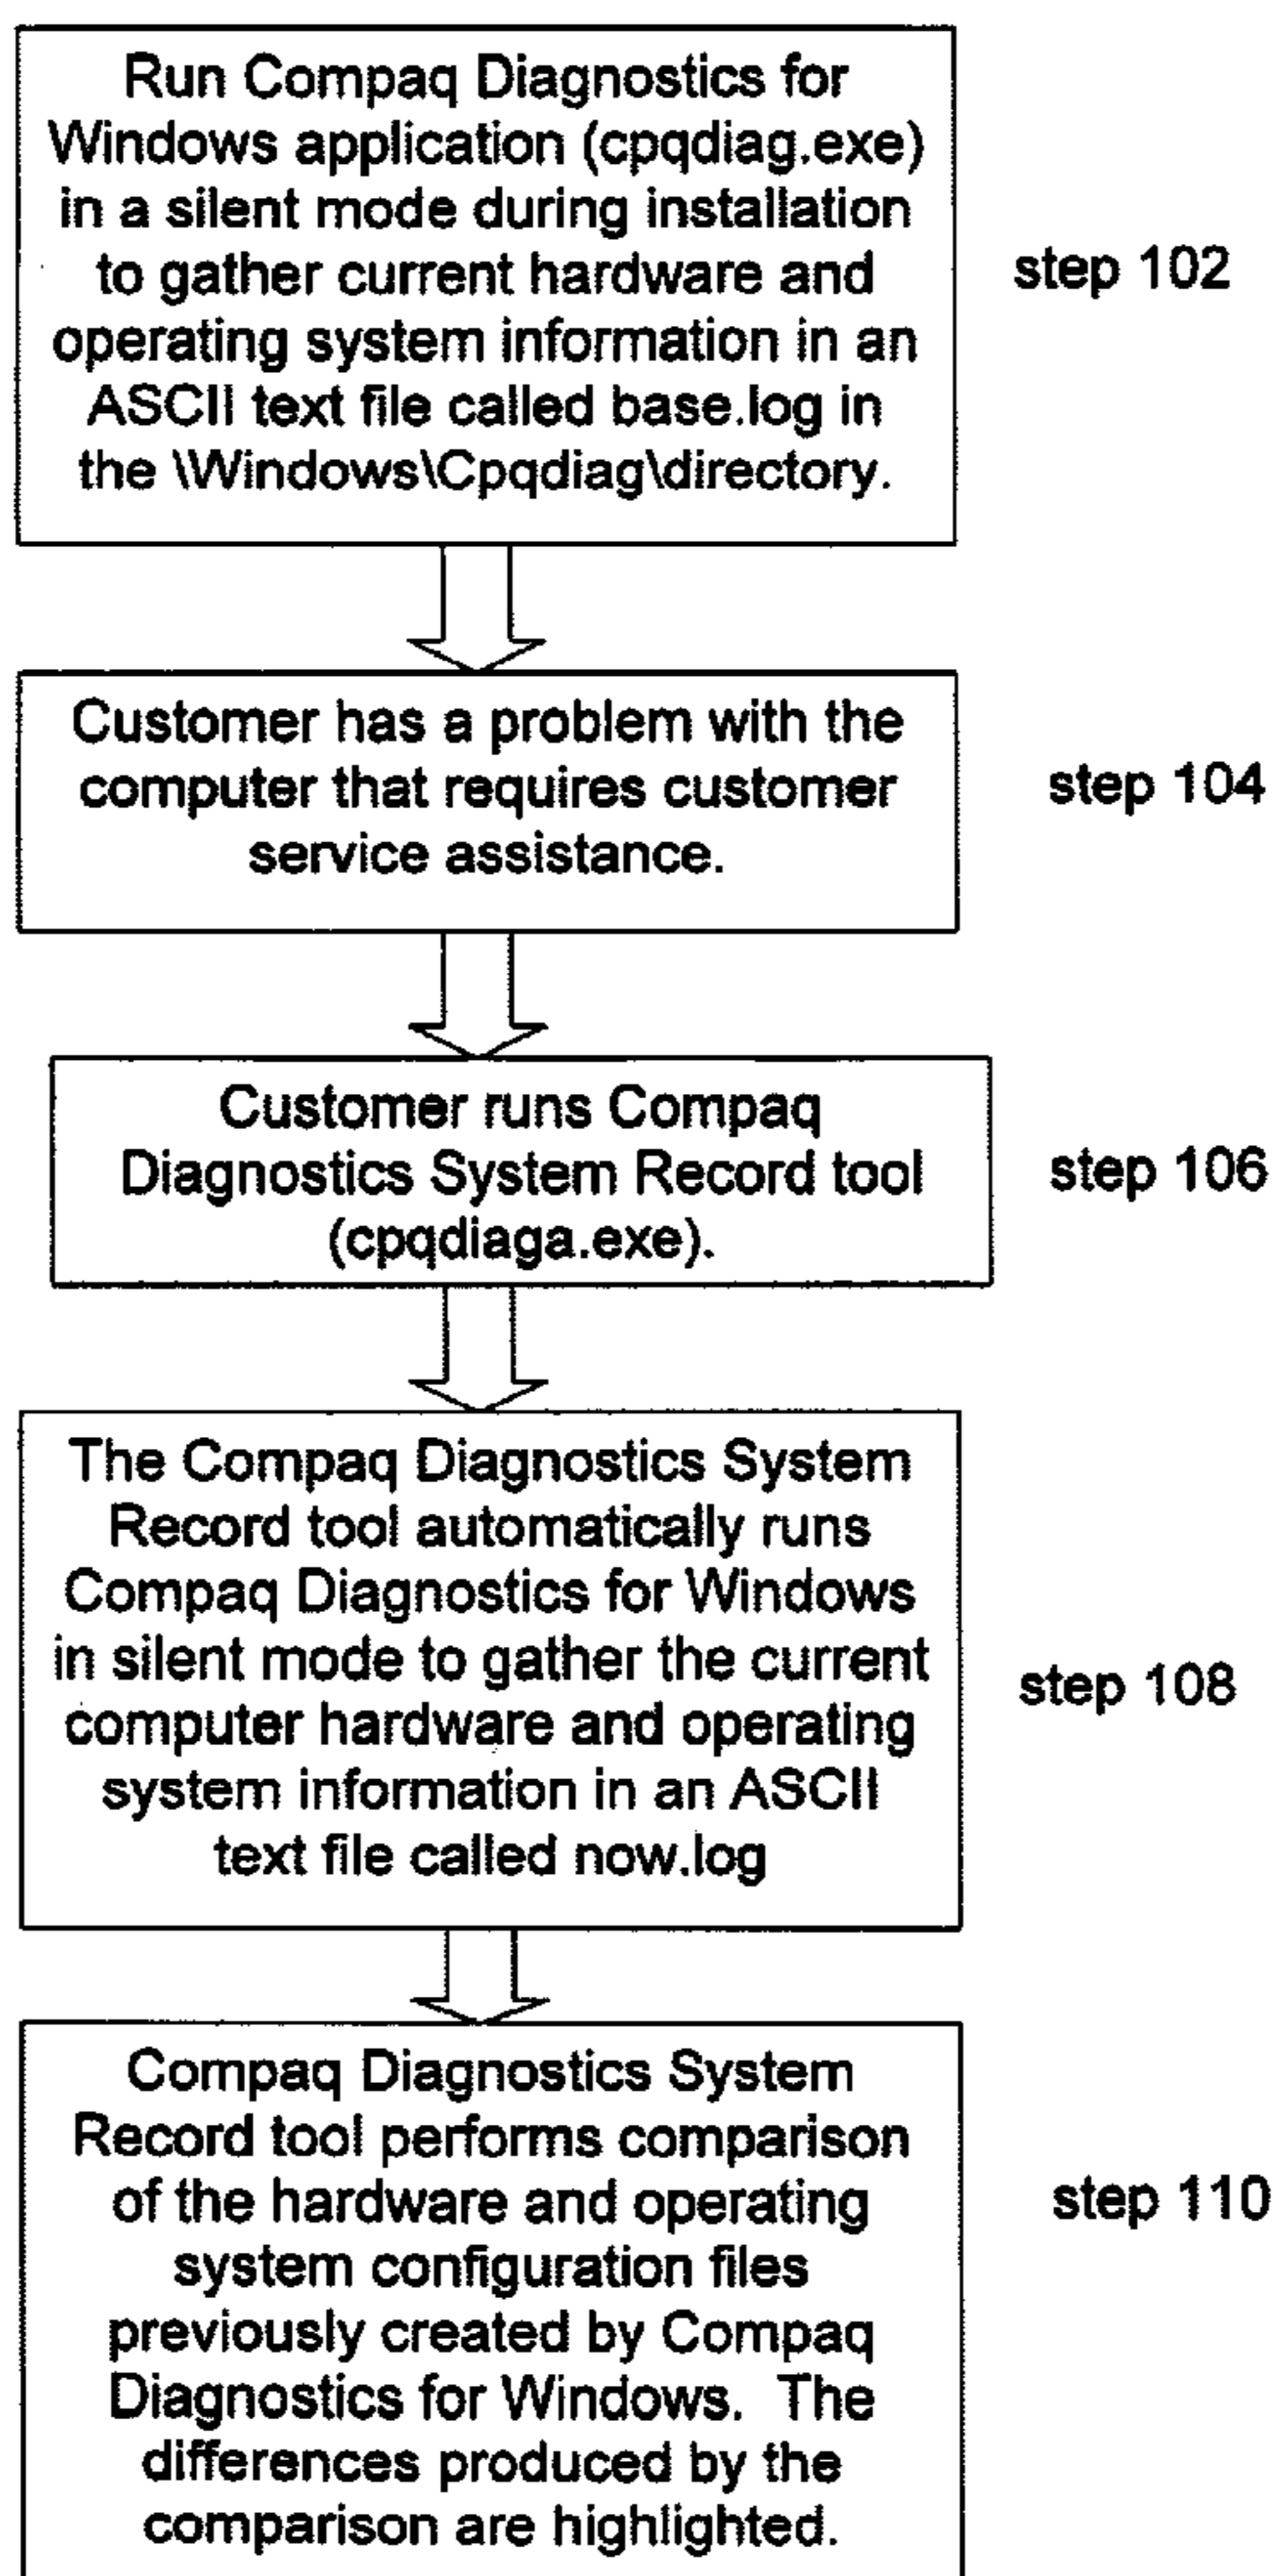 Run Compaq Diagnostics for
Windows application (cpqdiag.exe)
in a silent mode during installation
to gather current hardware and
operating system information in an
ASCII text file called base.log in
the \Windows\Cpqdiag\directory.
step 102
Customer has a problem with the
computer that requires customer
service assistance.
step 104
Customer runs Compaq
Diagnostics System Record tool
(cpqdiaga.exe).
step 106
The Compaq Diagnostics System
Record tool automatically runs
Compaq Diagnostics for Windows
in silent mode to gather the current
computer hardware and operating
system information in an ASCII
text file called now.log
step 108
Compaq Diagnostics System
Record tool performs comparison
of the hardware and operating
system configuration files
previously created by Compaq
Diagnostics for Windows. The
differences produced by the
comparison are highlighted.
step 110